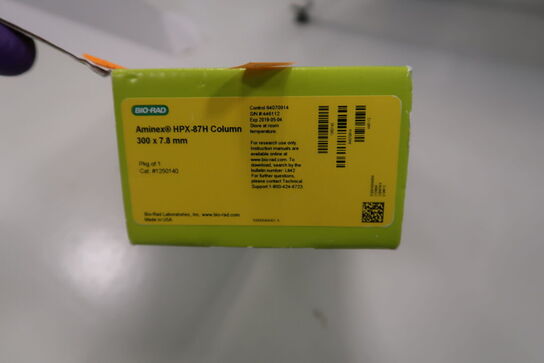 BIO-RAD
Aminex® HPX-87H Column
300 x 7.8 mm
Pkg of 1
Cat. #1250140
Bio-Rad Laboratories, Inc. www.bio-rad.com
Made in USA
Control 64070014
S/N #:446112
Exp 2019-05-04
Store at room
temperature.
For research use only
Instruction manuals are
available online at
www.bio-rad.com. To
download, search by the
bulletin number: LIM2
For further questions,
please contact Technical
Support 1-800-424-6723